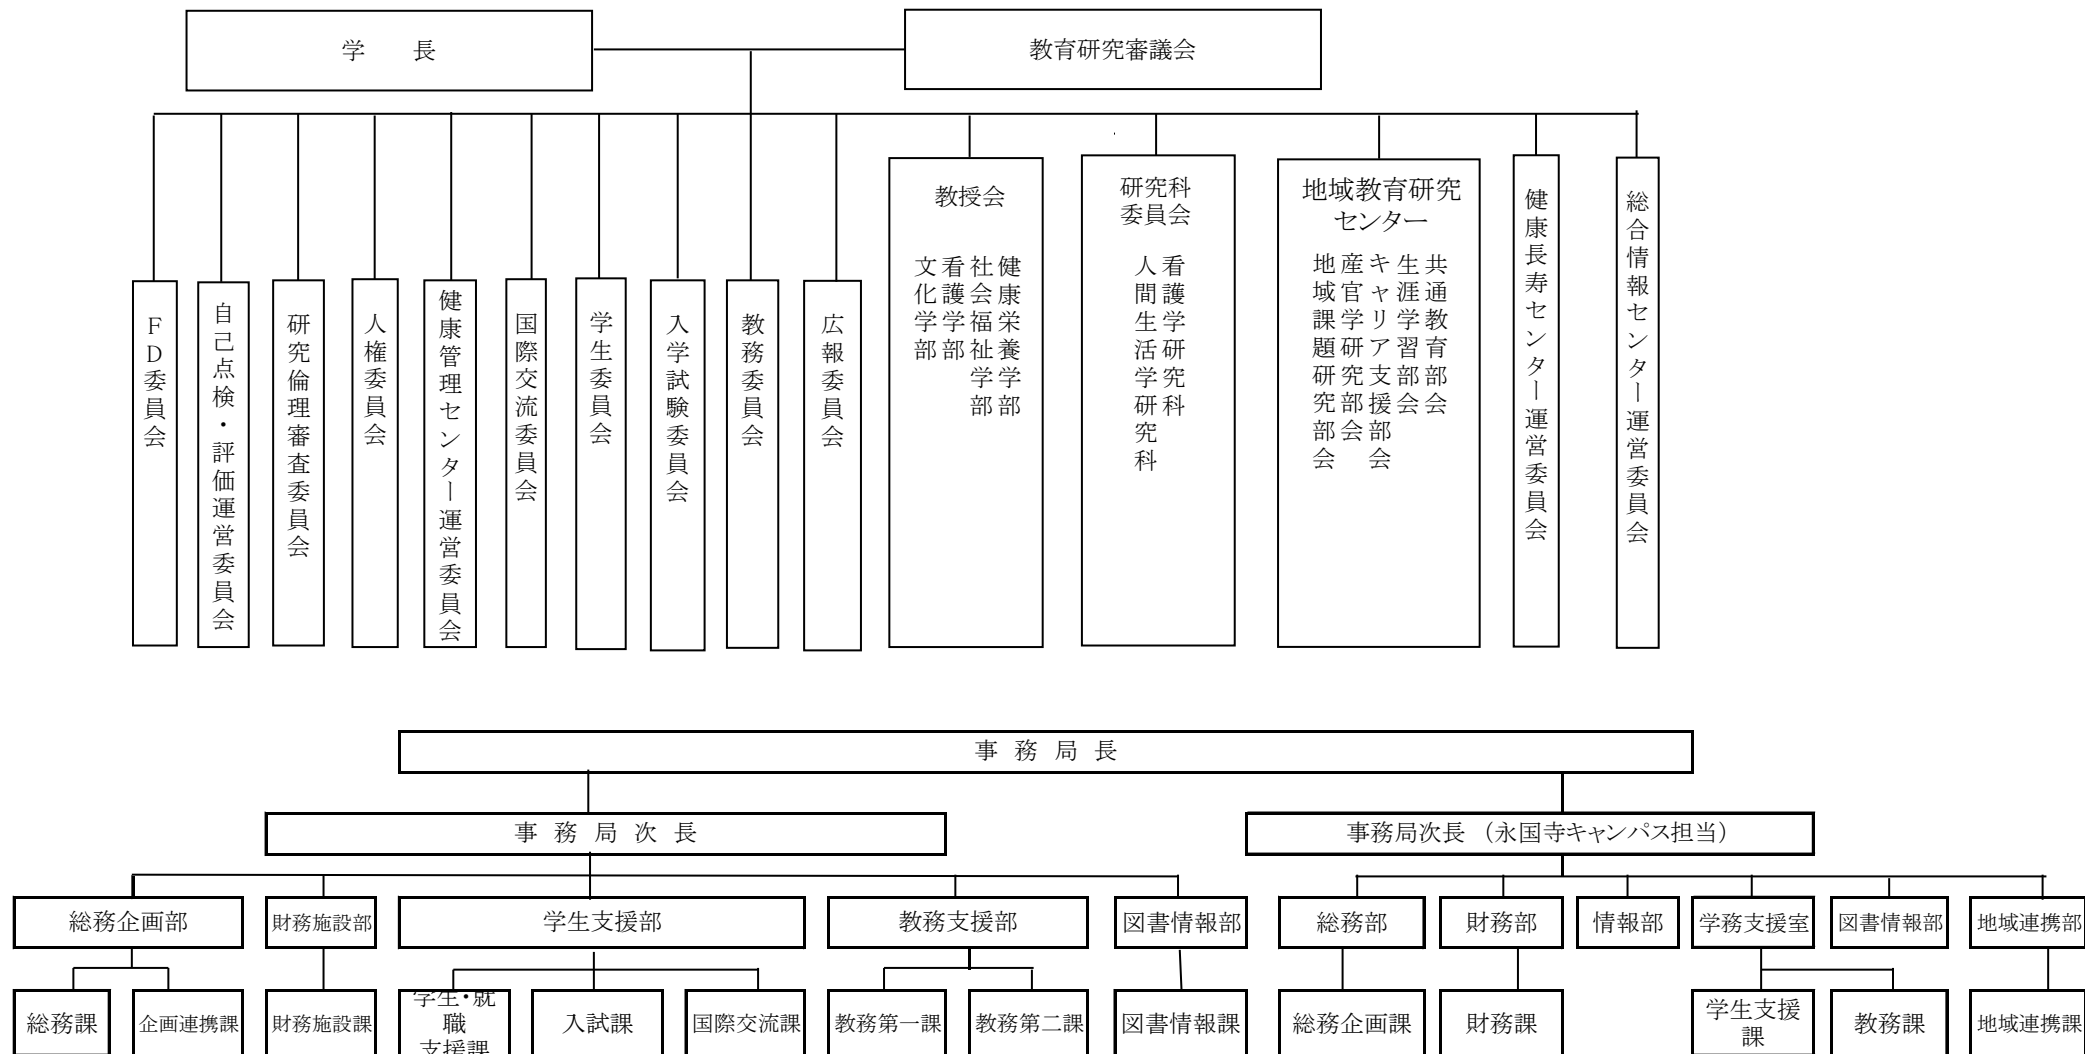 学　　長
教育研究審議会
ＦＤ委員会
自己点検・評価運営委員会
研究倫理審査委員会
人権委員会
健康管理センター運営委員会
国際交流委員会
学生委員会
入学試験委員会
教務委員会
広報委員会
教授会
健康栄養学部
社会福祉学部
看護学部
文化学部
研究科
委員会
看護学研究科
人間生活学研究科
地域教育研究
センター
共通教育部会
生涯学習部会
キャリア支援部会
産官学研究部会
地域課題研究部会
健康長寿センター運営委員会
総合情報センター運営委員会
事 務 局 長
事 務 局 次 長
事務局次長 （永国寺キャンパス担当）
総務企画部
財務施設部
学生支援部
教務支援部
図書情報部
総務部
財務部
情報部
学務支援室
図書情報部
地域連携部
総務課
企画連携課
財務施設課
学生・就
職
支援課
入試課
国際交流課
教務第一課
教務第二課
図書情報課
総務企画課
財務課
学生支援
課
教務課
地域連携課